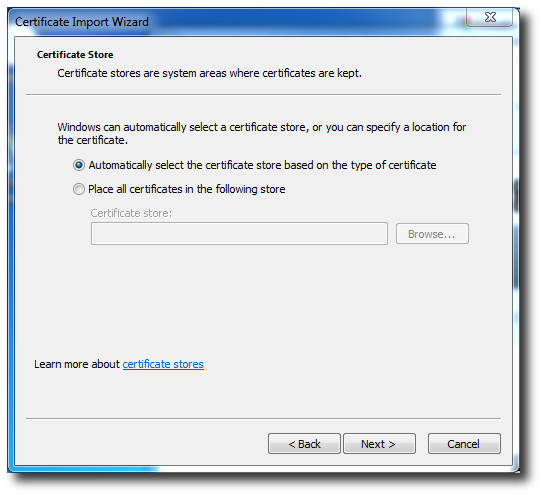 Certificate Import Wizard
Certificate Store
Certificate stores are system areas where certificates are kept.
Windows can automatically select a certificate store, or you can specify a location for
the certificate.
Automatically select the certificate store based on the type of certificate
Place all certificates in the following store
Certificate store:
Browse...
Learn more about certificate stores
< Back
Next >
Cancel